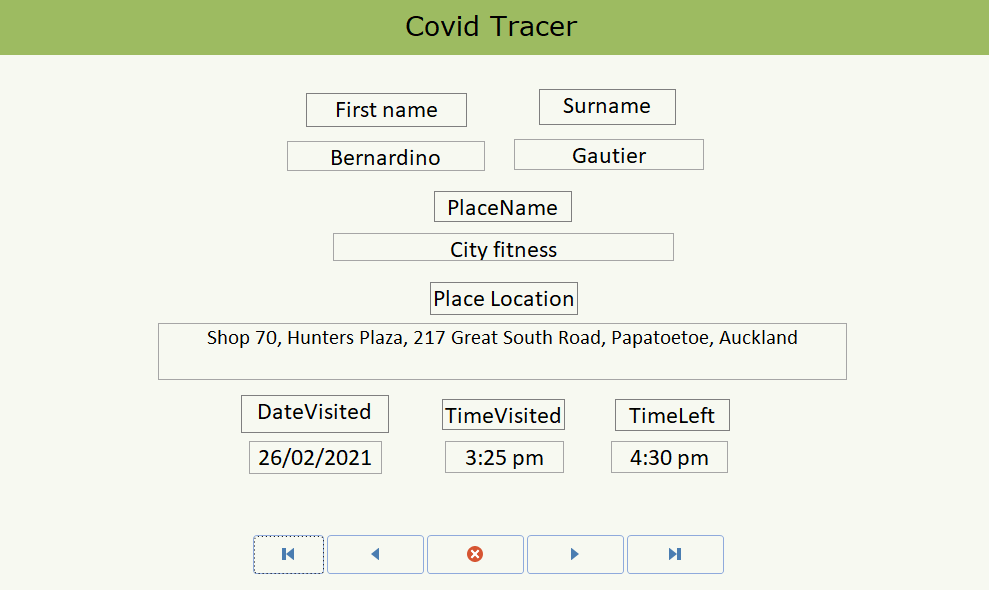 Covid Tracer
First name Surname
Bernardino Gautier
PlaceName
City fitness
Place Location
Shop 70, Hunters Plaza, 217 Great South Road, Papatoetoe, Auckland
DateVisited TimeVisited TimeLeft
26/02/2021 3:25 pm 4:30 pm